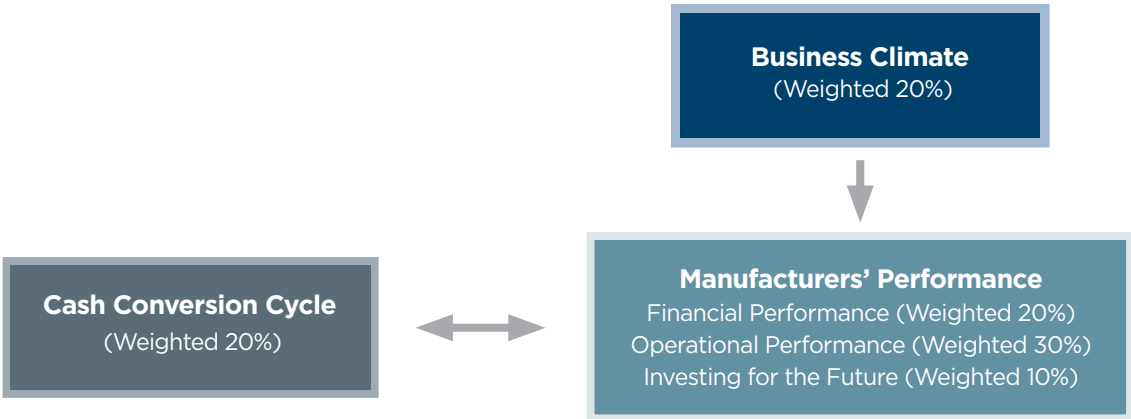 Business Climate
(Weighted 20%)
Cash Conversion Cycle
(Weighted 20%)
Manufacturers’ Performance
Financial Performance (Weighted 20%)
Operational Performance (Weighted 30%)
Investing for the Future (Weighted 10%)